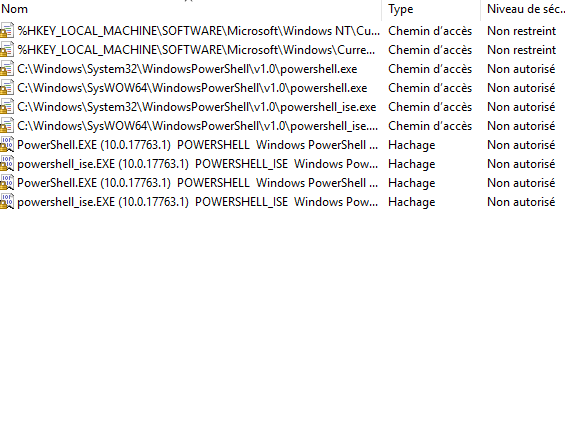 Nom Type Niveau de séc...
%HKEY_LOCAL_MACHINE\SOFTWARE\Microsoft\Windows NT\Cu... Chemin d'accès Non restreint
%HKEY_LOCAL_MACHINE\SOFTWARE\Microsoft\Windows\Curre... Chemin d'accès Non restreint
C:\Windows\System32\WindowsPowerShell\v1.0\powershell.exe Chemin d'accès Non autorisé
C:\Windows\SysWOW64\WindowsPowerShell\v1.0\powershell.exe Chemin d'accès Non autorisé
C:\Windows\System32\WindowsPowerShell\v1.0\powershell_ise.exe Chemin d'accès Non autorisé
C:\Windows\SysWOW64\WindowsPowerShell\v1.0\powershell_ise.... Chemin d'accès Non autorisé
PowerShell.EXE (10.0.17763.1) POWERSHELL Windows PowerShell ... Hachage Non autorisé
powershell_ise.EXE (10.0.17763.1) POWERSHELL_ISE Windows Pow... Hachage Non autorisé
PowerShell.EXE (10.0.17763.1) POWERSHELL Windows PowerShell ... Hachage Non autorisé
powershell_ise.EXE (10.0.17763.1) POWERSHELL_ISE Windows Pow... Hachage Non autorisé